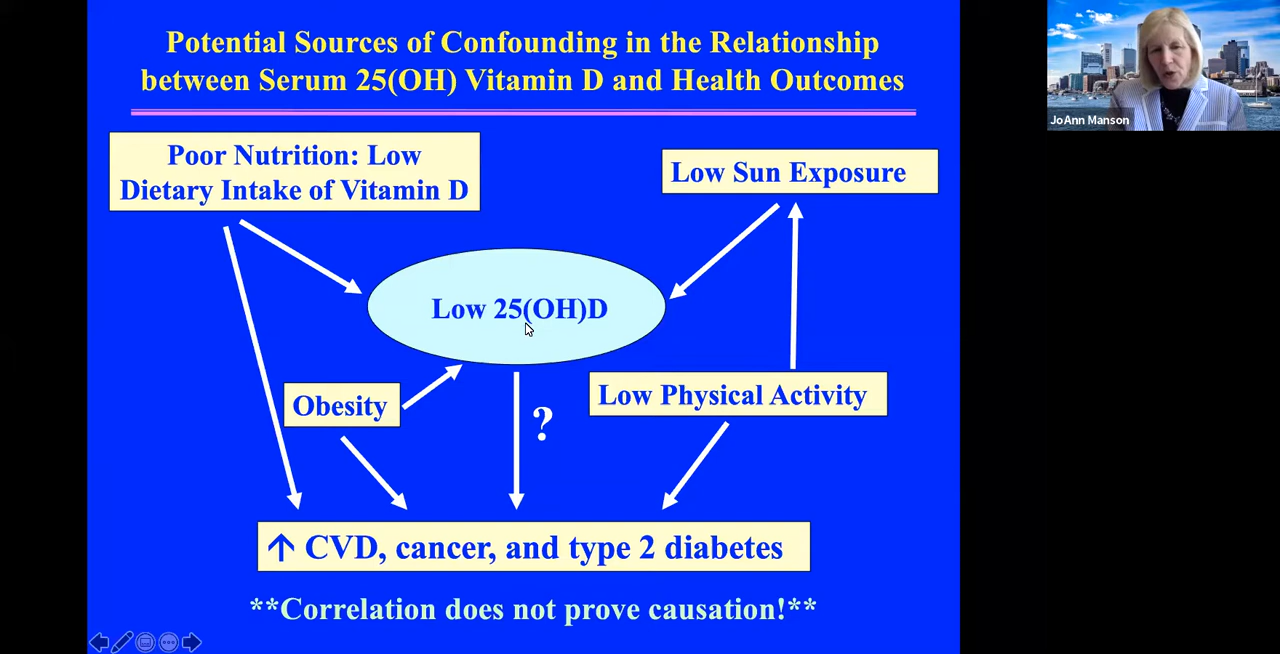 Potential Sources of Confounding in the Relationship
between Serum 25(OH) Vitamin D and Health Outcomes
JoAnn Manson
Poor Nutrition: Low
Dietary Intake of Vitamin D
Low Sun Exposure
Low 25(OH)D
Obesity
?
Low Physical Activity
↑ CVD, cancer, and type 2 diabetes
**Correlation does not prove causation!**